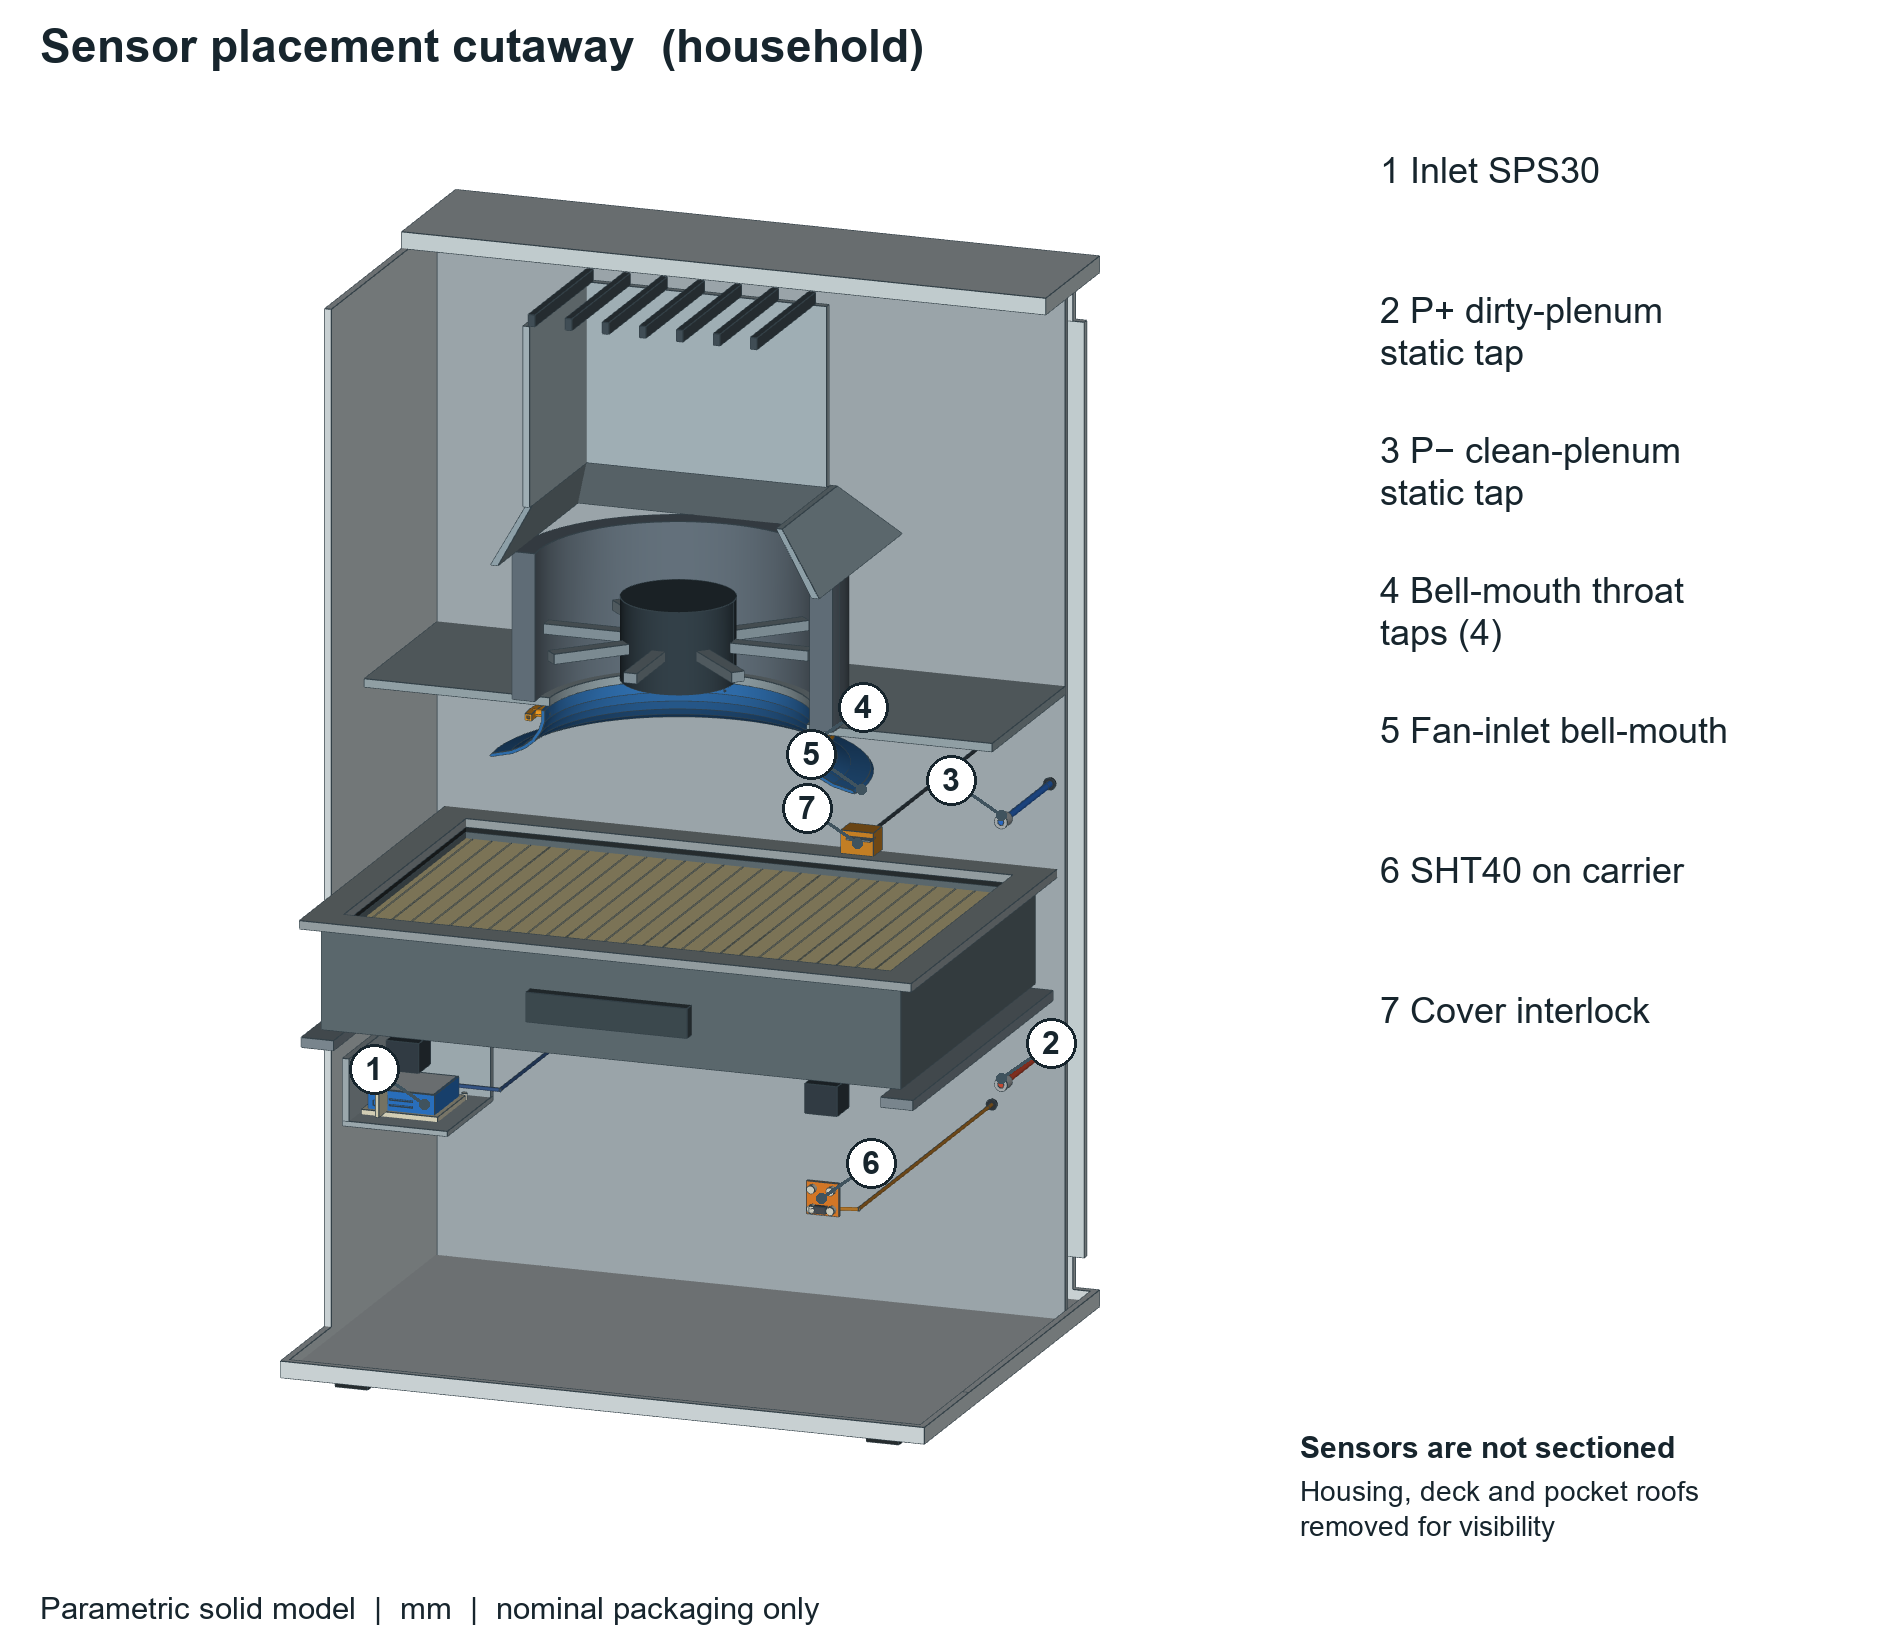 Sensor placement cutaway (household)
1 Inlet SPS30
2 P+ dirty-plenum
static tap
3 P− clean-plenum
static tap
4 Bell-mouth throat
taps (4)
5 Fan-inlet bell-mouth
6 SHT40 on carrier
7 Cover interlock
4
5
3
7
2
1
6
Sensors are not sectioned
Housing, deck and pocket roofs
removed for visibility
Parametric solid model | mm | nominal packaging only